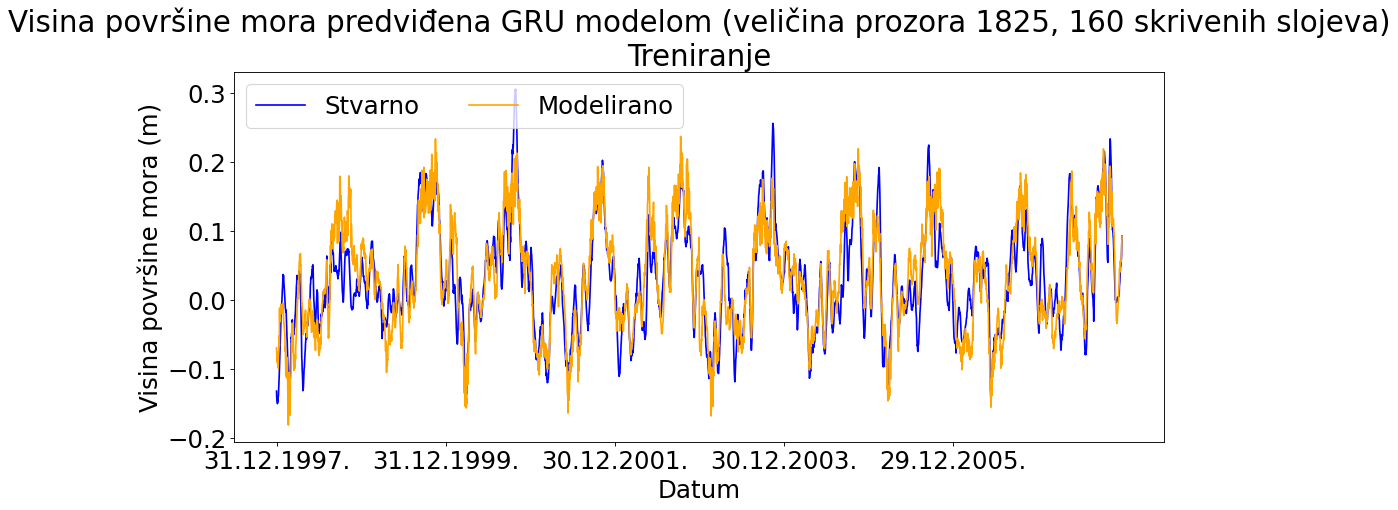 Visina površine mora predviđena GRU modelom (veličina prozora 1825, 160 skrivenih slojeva)
Treniranje
Stvarno Modelirano
Visina površine mora (m)
0.3
0.2
0.1
0.0
−0.1
−0.2
31.12.1997. 31.12.1999. 30.12.2001. 30.12.2003. 29.12.2005.
Datum